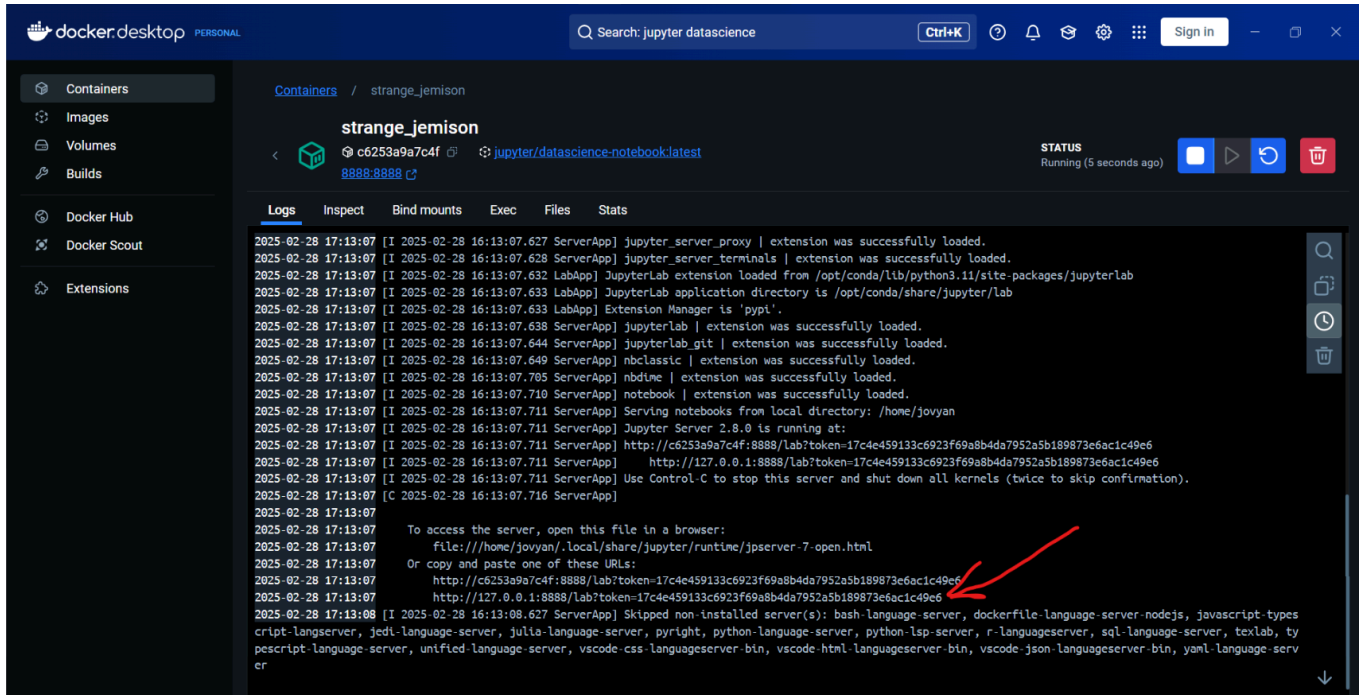 docker.desktop PERSONAL
Search: jupyter datascience
Ctrl+K
Sign in
Containers
Images
Volumes
Builds
Docker Hub
Docker Scout
Extensions
Containers / strange_jemison
strange_jemison
c6253a9a7c4f jupyter/datascience-notebook:latest
8888:8888
STATUS
Running (5 seconds ago)
Logs Inspect Bind mounts Exec Files Stats
2025-02-28 17:13:07 [I 2025-02-28 16:13:07.627 ServerApp] jupyter_server_proxy | extension was successfully loaded.
2025-02-28 17:13:07 [I 2025-02-28 16:13:07.628 ServerApp] jupyter_server_terminals | extension was successfully loaded.
2025-02-28 17:13:07 [I 2025-02-28 16:13:07.632 LabApp] JupyterLab extension loaded from /opt/conda/lib/python3.11/site-packages/jupyterlab
2025-02-28 17:13:07 [I 2025-02-28 16:13:07.633 LabApp] JupyterLab application directory is /opt/conda/share/jupyter/lab
2025-02-28 17:13:07 [I 2025-02-28 16:13:07.633 LabApp] Extension Manager is 'pypi'.
2025-02-28 17:13:07 [I 2025-02-28 16:13:07.638 ServerApp] jupyterlab | extension was successfully loaded.
2025-02-28 17:13:07 [I 2025-02-28 16:13:07.644 ServerApp] jupyterlab_git | extension was successfully loaded.
2025-02-28 17:13:07 [I 2025-02-28 16:13:07.649 ServerApp] nbclassic | extension was successfully loaded.
2025-02-28 17:13:07 [I 2025-02-28 16:13:07.705 ServerApp] nbdime | extension was successfully loaded.
2025-02-28 17:13:07 [I 2025-02-28 16:13:07.710 ServerApp] notebook | extension was successfully loaded.
2025-02-28 17:13:07 [I 2025-02-28 16:13:07.711 ServerApp] Serving notebooks from local directory: /home/jovyan
2025-02-28 17:13:07 [I 2025-02-28 16:13:07.711 ServerApp] Jupyter Server 2.8.0 is running at:
2025-02-28 17:13:07 [I 2025-02-28 16:13:07.711 ServerApp] http://c6253a9a7c4f:8888/lab?token=17c4e459133c6923f69a8b4da7952a5b189873e6ac1c49e6
2025-02-28 17:13:07 [I 2025-02-28 16:13:07.711 ServerApp]     http://127.0.0.1:8888/lab?token=17c4e459133c6923f69a8b4da7952a5b189873e6ac1c49e6
2025-02-28 17:13:07 [I 2025-02-28 16:13:07.711 ServerApp] Use Control-C to stop this server and shut down all kernels (twice to skip confirmation).
2025-02-28 17:13:07 [C 2025-02-28 16:13:07.716 ServerApp]
2025-02-28 17:13:07
2025-02-28 17:13:07     To access the server, open this file in a browser:
2025-02-28 17:13:07         file:///home/jovyan/.local/share/jupyter/runtime/jpserver-7-open.html
2025-02-28 17:13:07     Or copy and paste one of these URLs:
2025-02-28 17:13:07         http://c6253a9a7c4f:8888/lab?token=17c4e459133c6923f69a8b4da7952a5b189873e6ac1c49e6
2025-02-28 17:13:07         http://127.0.0.1:8888/lab?token=17c4e459133c6923f69a8b4da7952a5b189873e6ac1c49e6
2025-02-28 17:13:08 [I 2025-02-28 16:13:08.627 ServerApp] Skipped non-installed server(s): bash-language-server, dockerfile-language-server-nodejs, javascript-types
cript-langserver, jedi-language-server, julia-language-server, pyright, python-language-server, python-lsp-server, r-languageserver, sql-language-server, texlab, ty
pescript-language-server, unified-language-server, vscode-css-languageserver-bin, vscode-html-languageserver-bin, vscode-json-languageserver-bin, yaml-language-serv
er